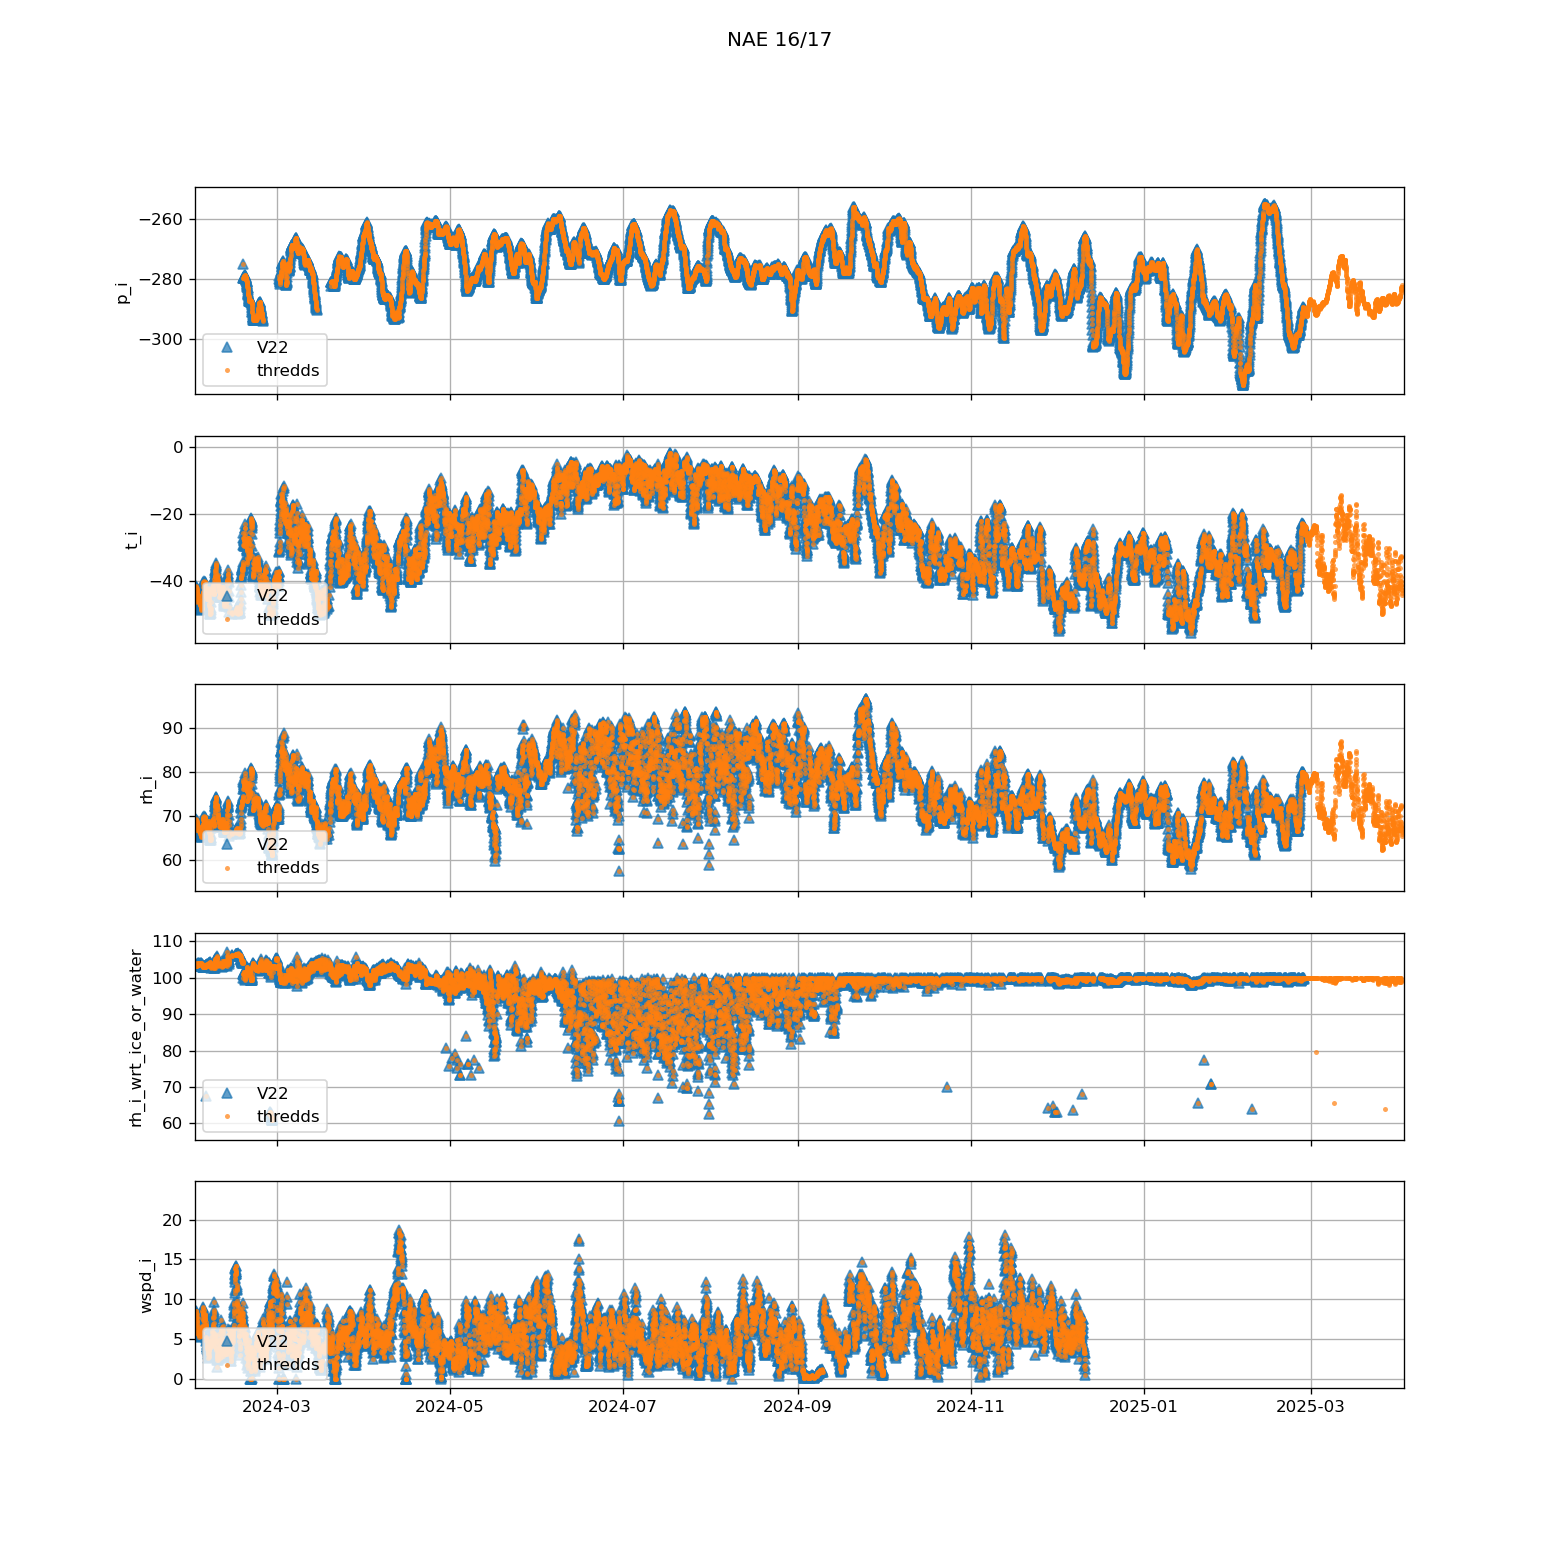 NAE 16/17
p_i
−260
−280
−300
V22
thredds
t_i
0
−20
−40
V22
thredds
rh_i
90
80
70
60
V22
thredds
rh_i_wrt_ice_or_water
110
100
90
80
70
60
V22
thredds
wspd_i
20
15
10
5
0
V22
thredds
2024-03 2024-05 2024-07 2024-09 2024-11 2025-01 2025-03